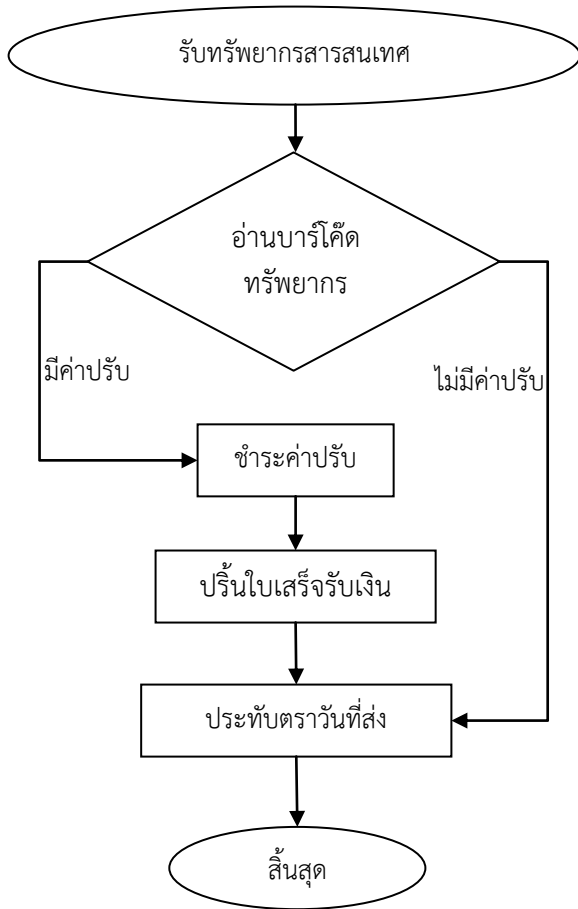 รับทรัพยากรสารสนเทศ
อ่านบาร์โค๊ด
ทรัพยากร
มีค่าปรับ
ไม่มีค่าปรับ
ชำระค่าปรับ
ปริ้นใบเสร็จรับเงิน
ประทับตราวันที่ส่ง
สิ้นสุด